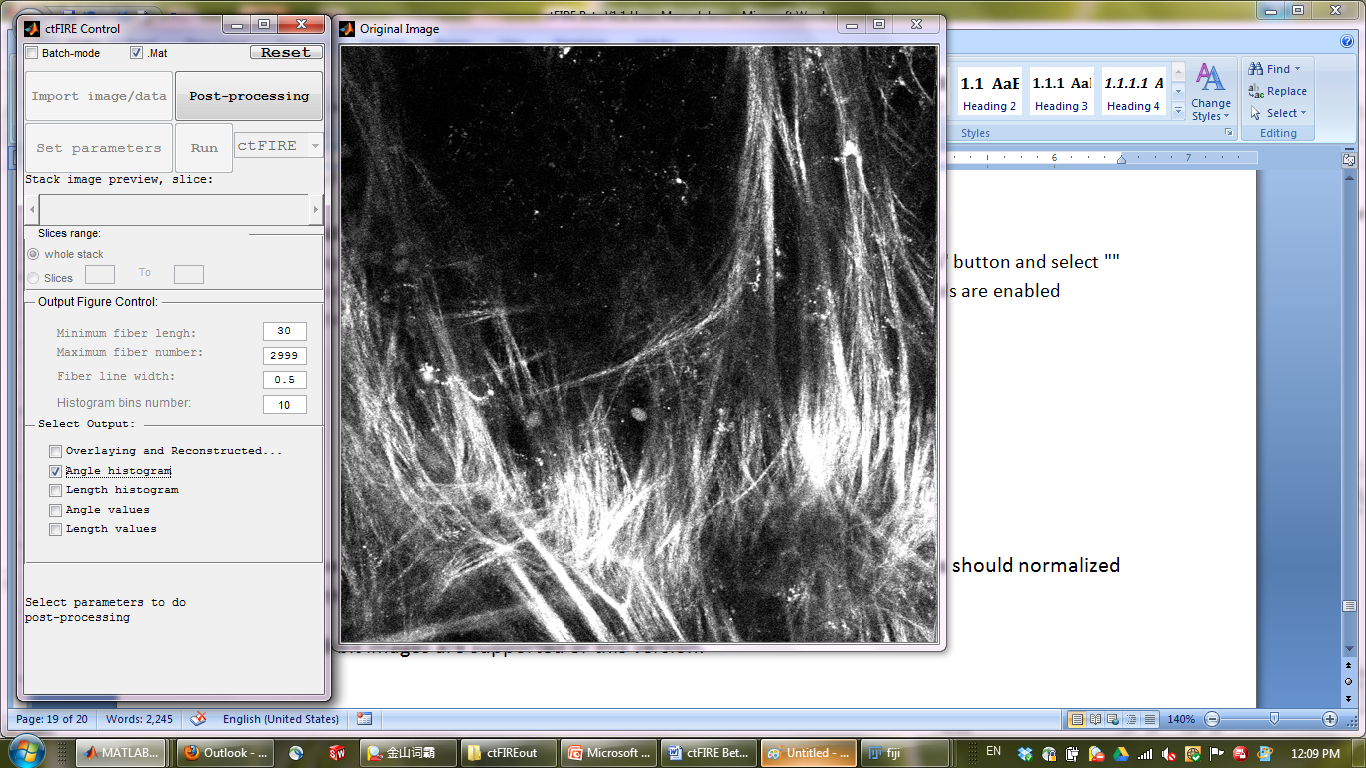 ctFIRE Control
Batch-mode
.Mat
Reset
Import image/data
Post-processing
Set parameters
Run
ctFIRE
Stack image preview, slice:
Slices range:
whole stack
Slices
To
Output Figure Control:
Minimum fiber lengh:
30
Maximum fiber number:
2999
Fiber line width:
0.5
Histogram bins number:
10
Select Output:
Overlaying and Reconstructed...
Angle histogram
Length histogram
Angle values
Length values
Select parameters to do
post-processing
Original Image
1.1 AaB
1.1.1 Aa
1.1.1.1 A
Heading 2
Heading 3
Heading 4
Change
Styles
Styles
Find
Replace
Select
Editing
6
7
button and select ""
s are enabled
should normalized
Page: 19 of 20
Words: 2,245
English (United States)
140%
MATLAB...
Outlook - ...
金山词霸
ctFIREout
Microsoft ...
ctFIRE Bet...
Untitled - ...
fiji
EN
12:09 PM